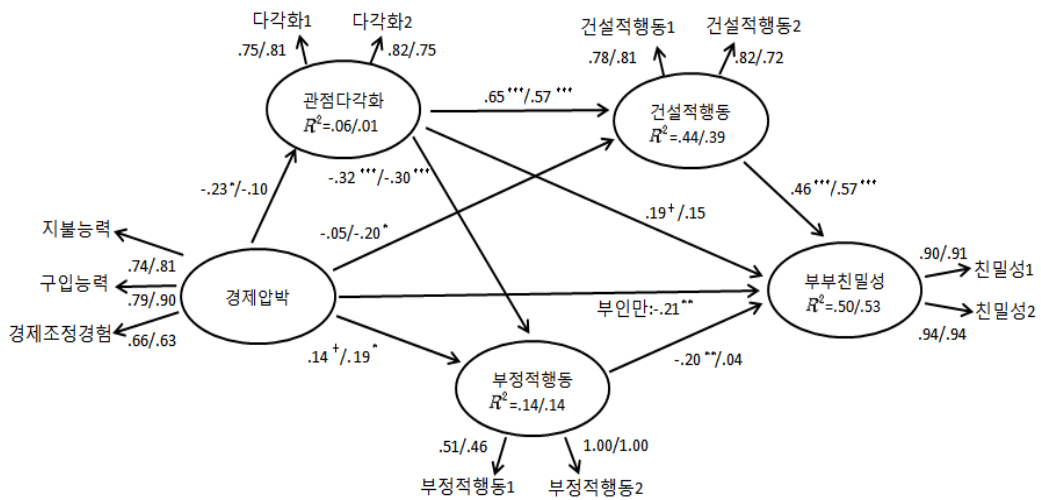 다각화1
다각화2
.75/.81
.82/.75
건설적행동1
건설적행동2
.78/.81
.82/.72
관점다각화
R²=.06/.01
.65***/.57***
건설적행동
R²=.44/.39
-.23*/-.10
-.32***/-.30***
.46***/.57***
.19†/.15
-.05/-.20*
지불능력
.74/.81
구입능력
.79/.90
경제조정경험
.66/.63
경제압박
부인만:-.21**
부부친밀성
R²=.50/.53
.90/.91
친밀성1
친밀성2
.94/.94
.14†/.19*
-.20**/.04
부정적행동
R²=.14/.14
.51/.46
1.00/1.00
부정적행동1
부정적행동2